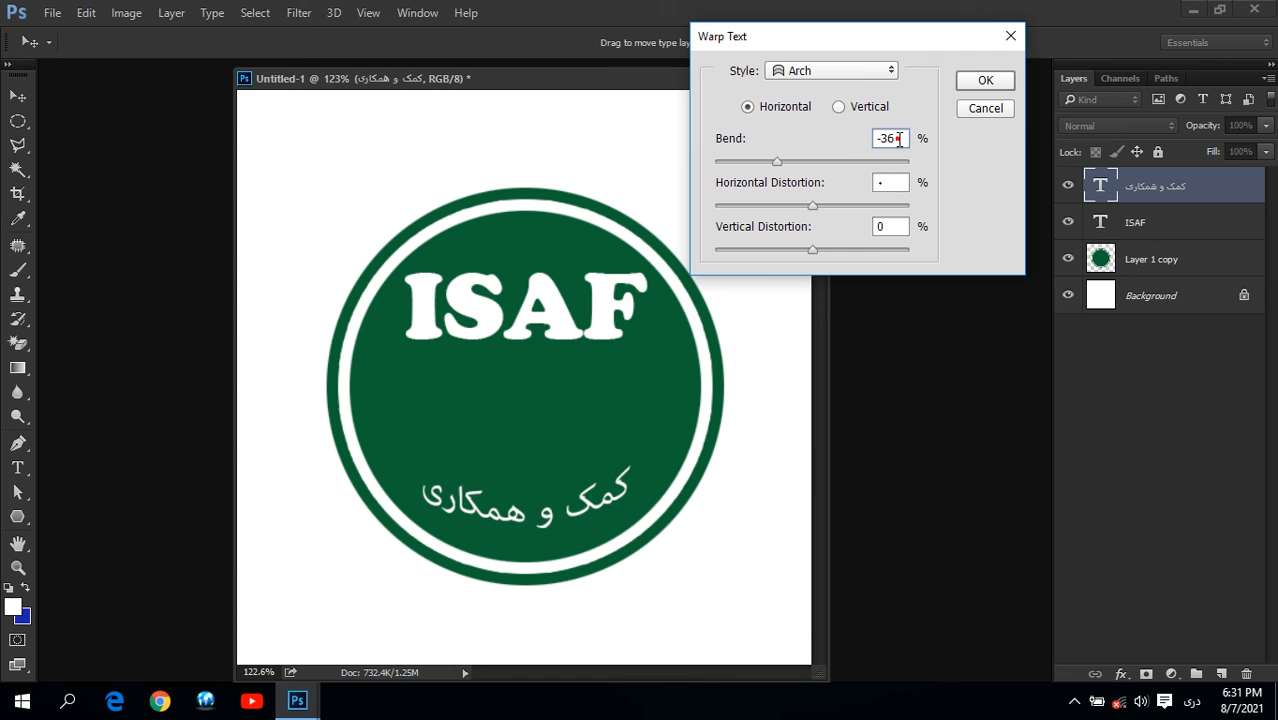 Ps File Edit Image Layer Type Select Filter 3D View Window Help
Drag to move type lay
Essentials
Untitled-1 @ 123% (کمک و همکاری, RGB/8) *
Warp Text
Style: Arch
OK
Horizontal Vertical
Cancel
Bend: -36 %
Horizontal Distortion: ۰ %
Vertical Distortion: 0 %
Layers Channels Paths
Kind
Normal Opacity: 100%
Lock: Fill: 100%
کمک و همکاری
ISAF
Layer 1 copy
Background
ISAF
کمک و همکاری
122.6% Doc: 732.4K/1.25M
Ps
دری
6:31 PM
8/7/2021